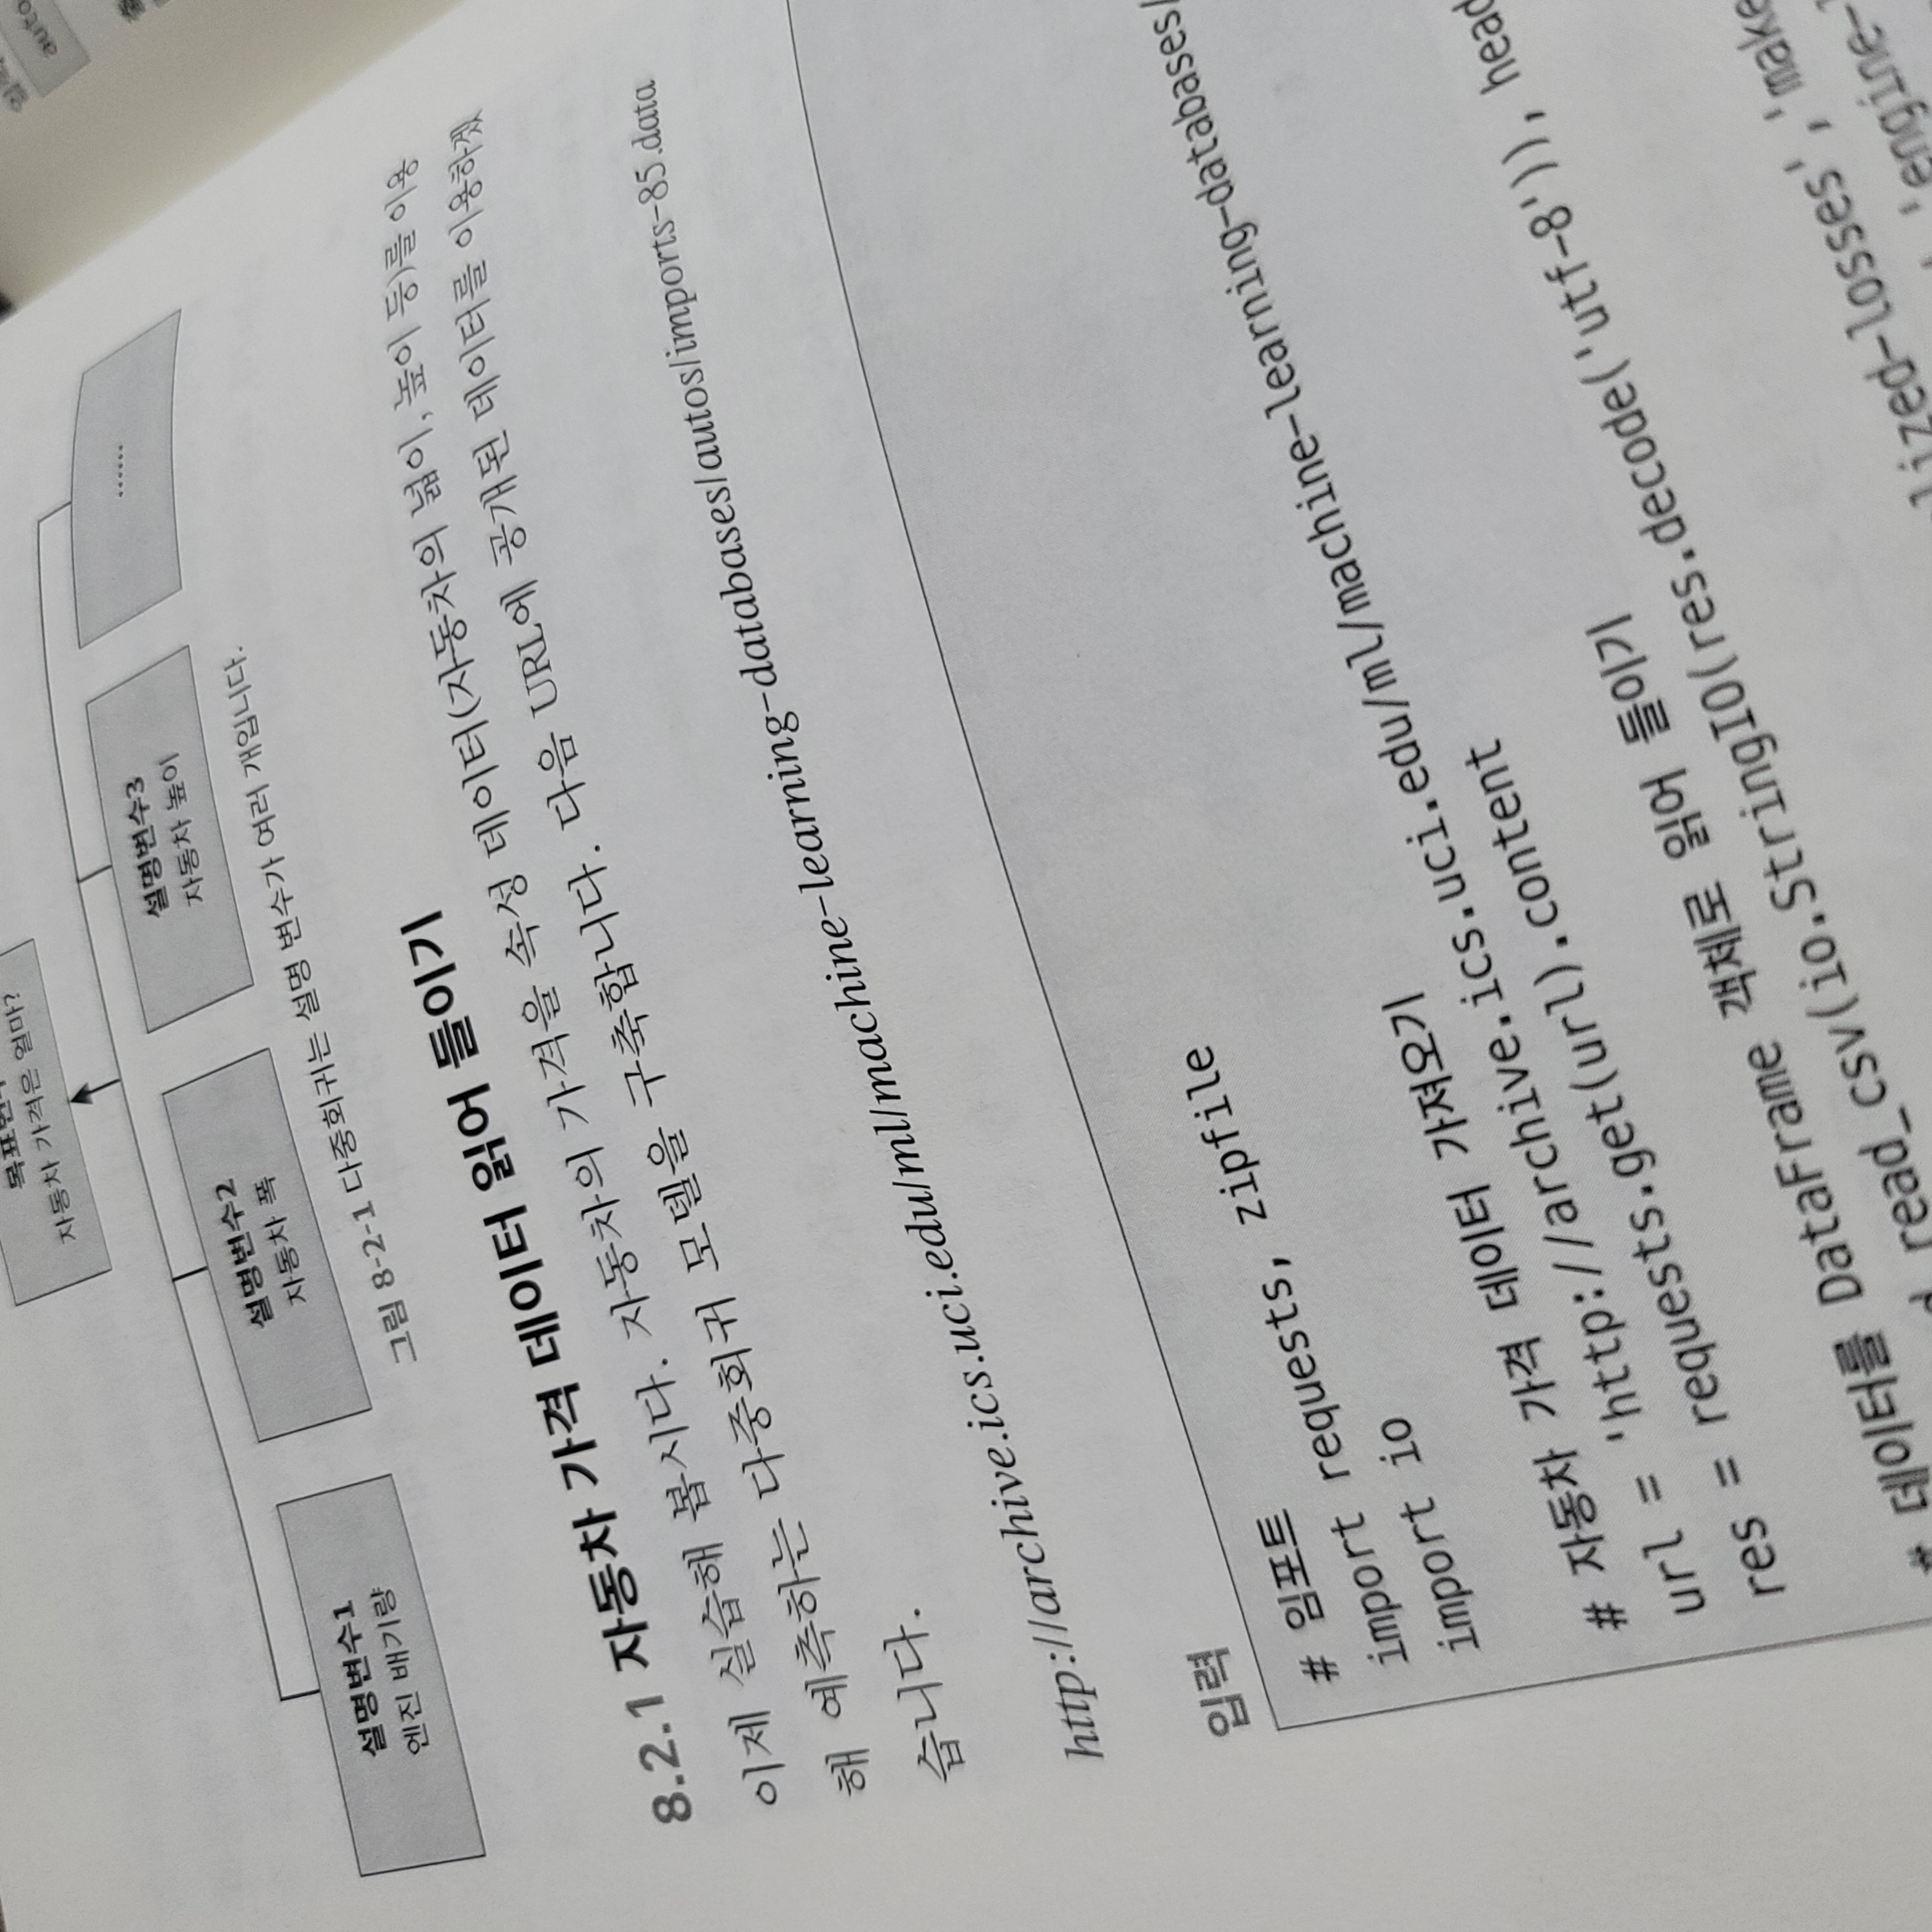 자동차 가격은 얼마?
설명변수1
엔진 배기량
설명변수2
자동차 폭
설명변수3
자동차 높이
······
그림 8-2-1 다중회귀는 설명 변수가 여러 개입니다.
8.2.1 자동차 가격 데이터 읽어 들이기
이제 실습해 봅시다. 자동차의 가격을 속성 데이터(자동차의 넓이, 높이 등)를 이용
해 예측하는 다중회귀 모델을 구축합니다. 다음 URL에 공개된 데이터를 이용하겠
습니다.
http://archive.ics.uci.edu/ml/machine-learning-databases/autos/imports-85.data
입력
# 임포트
import requests, zipfile
import io
# 자동차 가격 데이터 가져오기
url = 'http://archive.ics.uci.edu/ml/machine-learning-databases/
res = requests.get(url).content
# 데이터를 DataFrame 객체로 읽어 들이기
read_csv(io.StringIO(res.decode('utf-8')), head
lized-losses','make
'engine-
auto